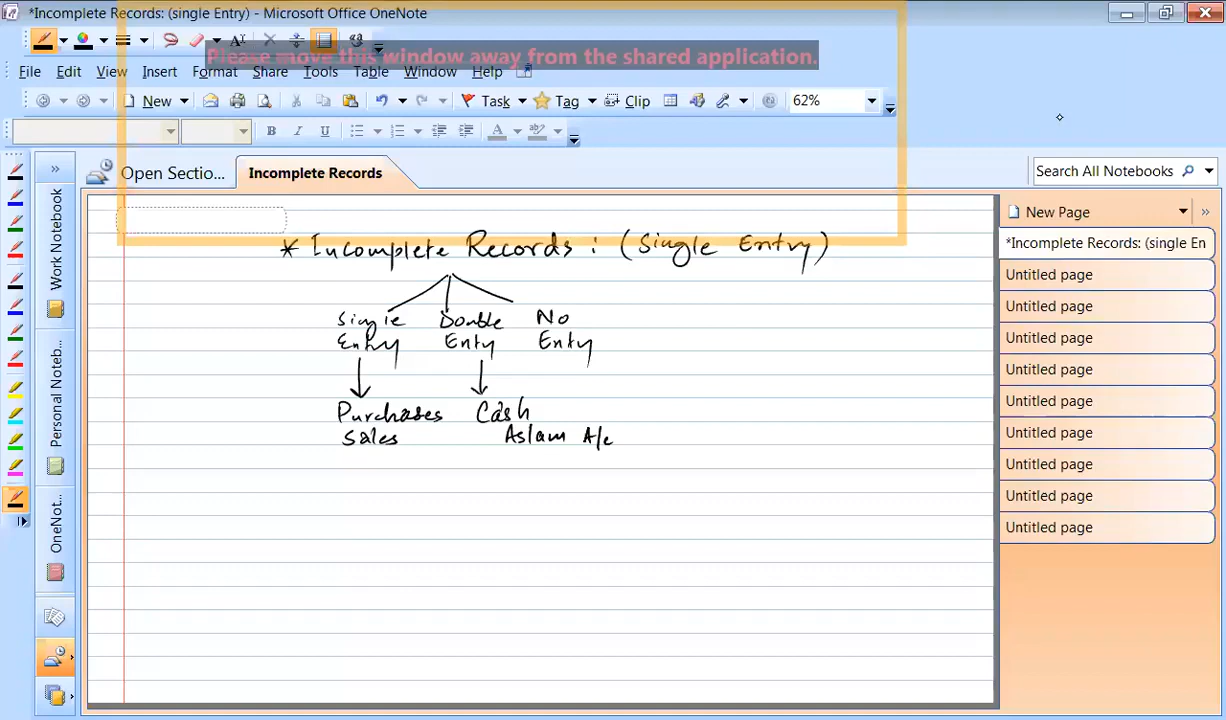 *Incomplete Records: (single Entry) - Microsoft Office OneNote
Please move this window away from the shared application.
File Edit View Insert Format Share Tools Table Window Help
New Task Tag Clip 62%
B I U A ab
Open Sectio... Incomplete Records Search All Notebooks
New Page
*Incomplete Records: (single En
Untitled page
Untitled page
Untitled page
Untitled page
Untitled page
Untitled page
Untitled page
Untitled page
Untitled page
Work Notebook
Personal Noteb...
OneNot...
* Incomplete Records : (Single Entry)
Single Double No
Entry Entry Entry
Purchases Cash
Sales Aslam A/c